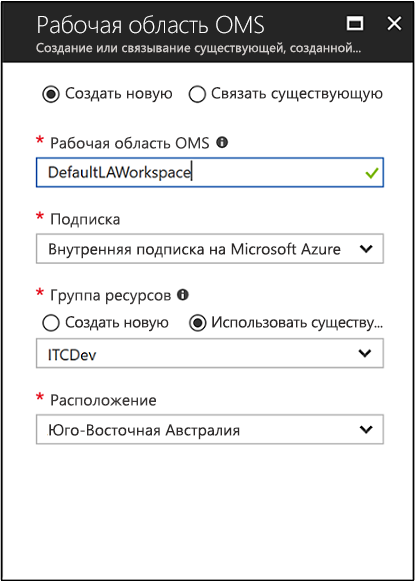 Рабочая область OMS
Создание или связывание существующей, созданной...
Создать новую Связать существующую
* Рабочая область OMS
DefaultLAWorkspace
* Подписка
Внутренняя подписка на Microsoft Azure
* Группа ресурсов
Создать новую Использовать существу...
ITCDev
* Расположение
Юго-Восточная Австралия